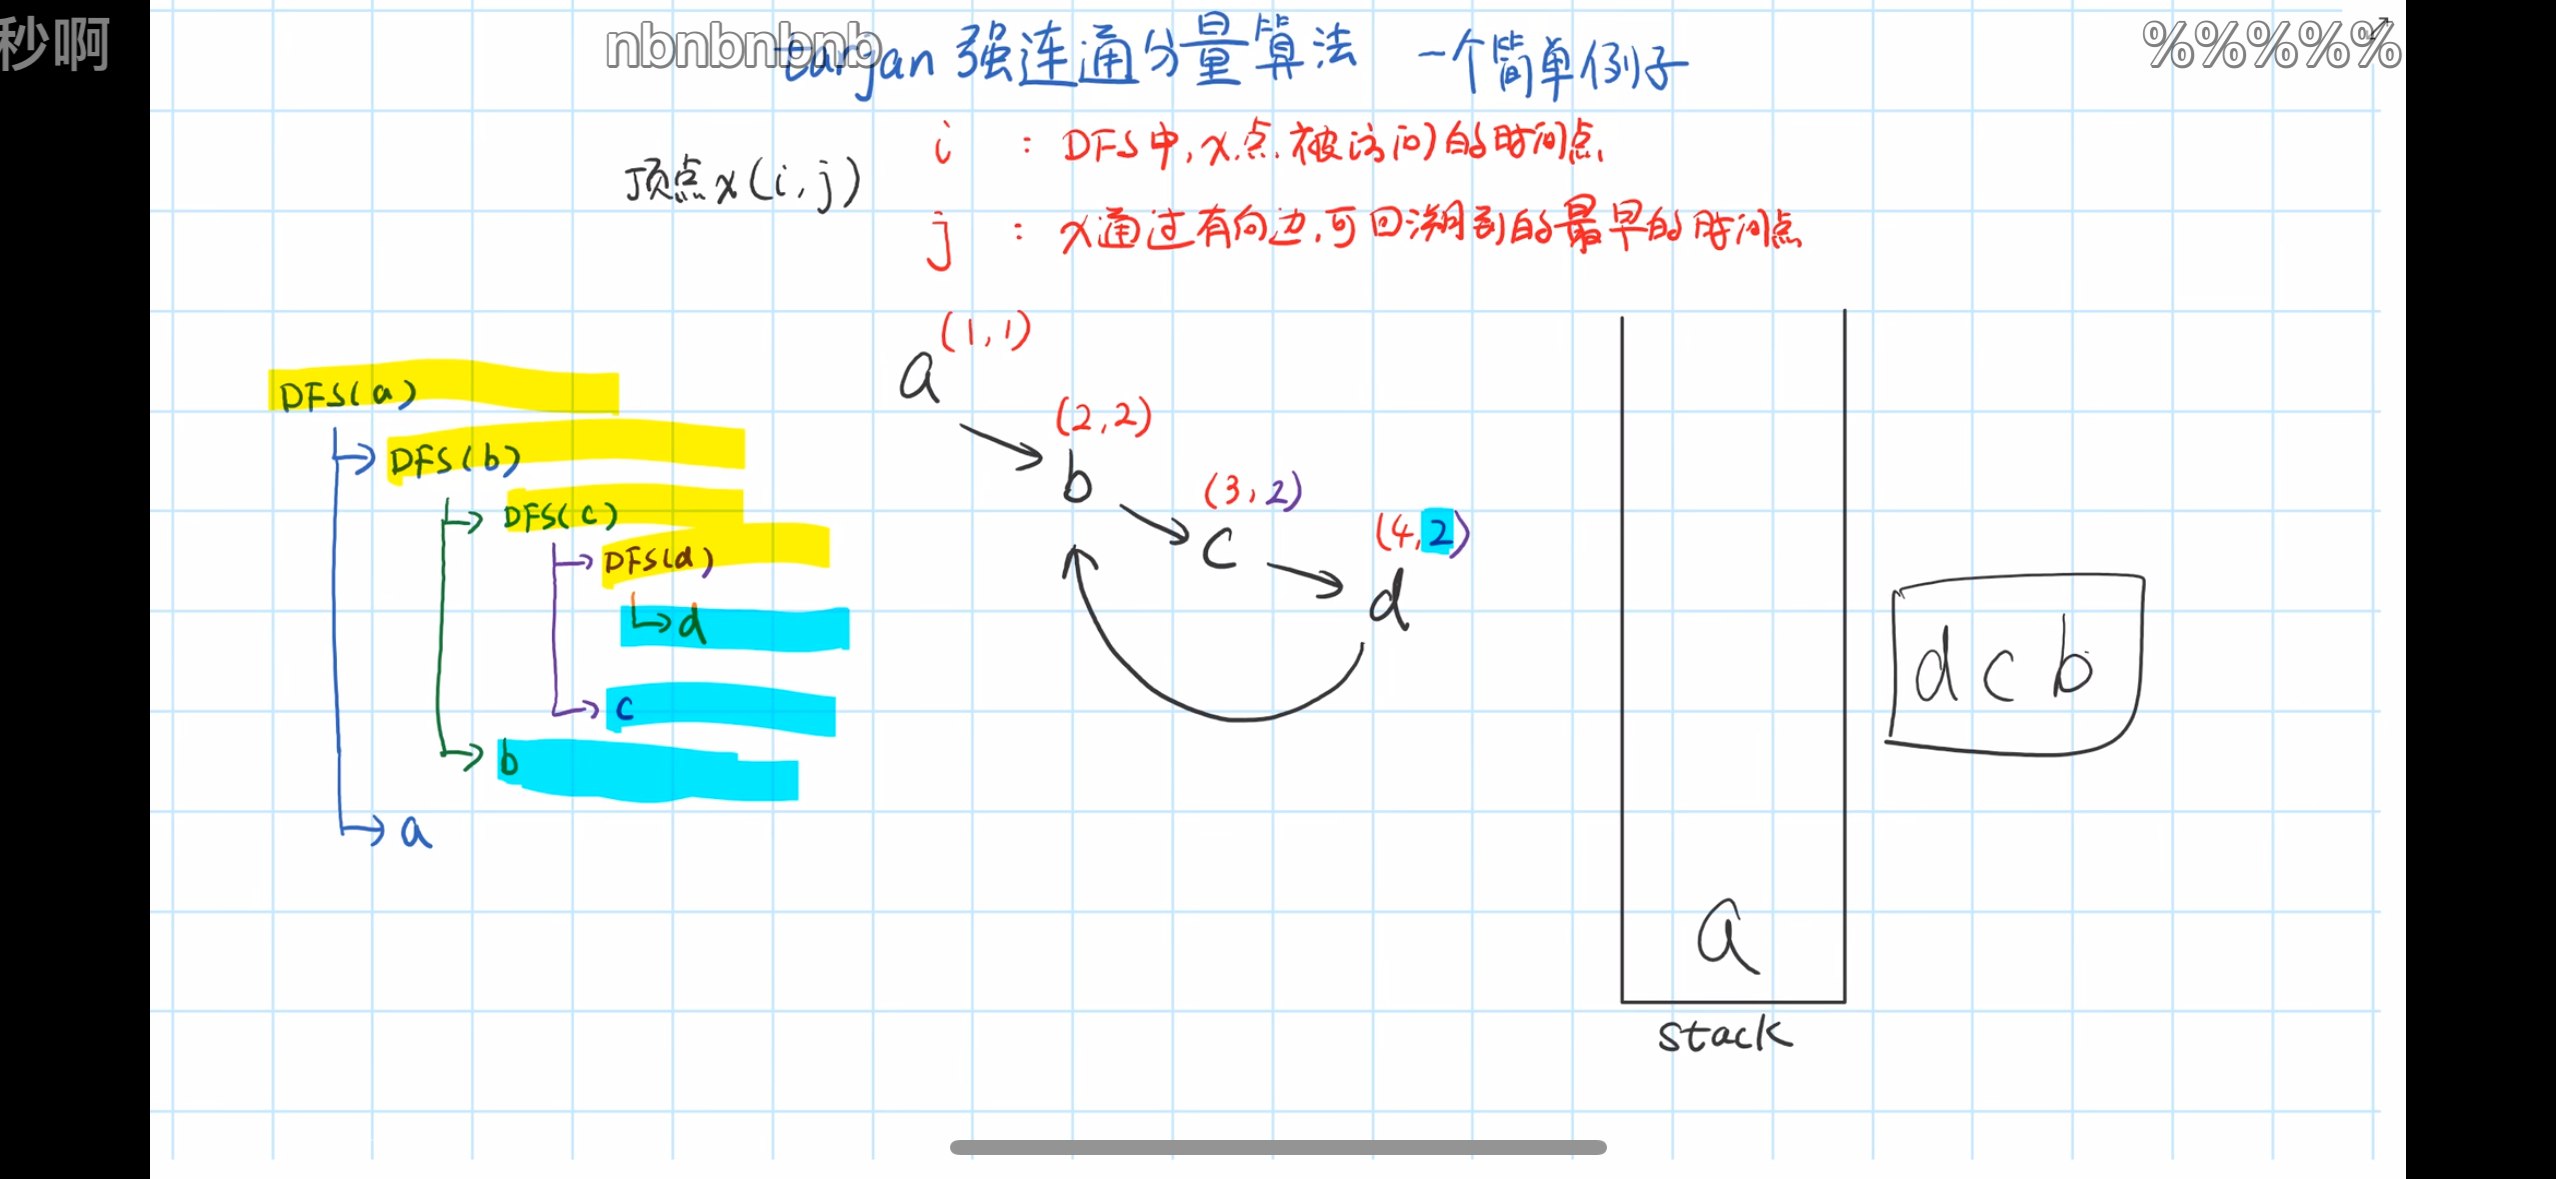 秒啊
nbnbnbnb
%%%%%
tarjan 强连通分量算法 一个简单例子
顶点x(i,j)
i : DFS中,x点被访问的时间点
j : x通过有向边,可回溯到的最早的时间点
DFS(a)
DFS(b)
DFS(c)
DFS(d)
d
c
b
a
(1,1)
a
(2,2)
b
(3,2)
c
(4,2)
d
a
stack
d c b